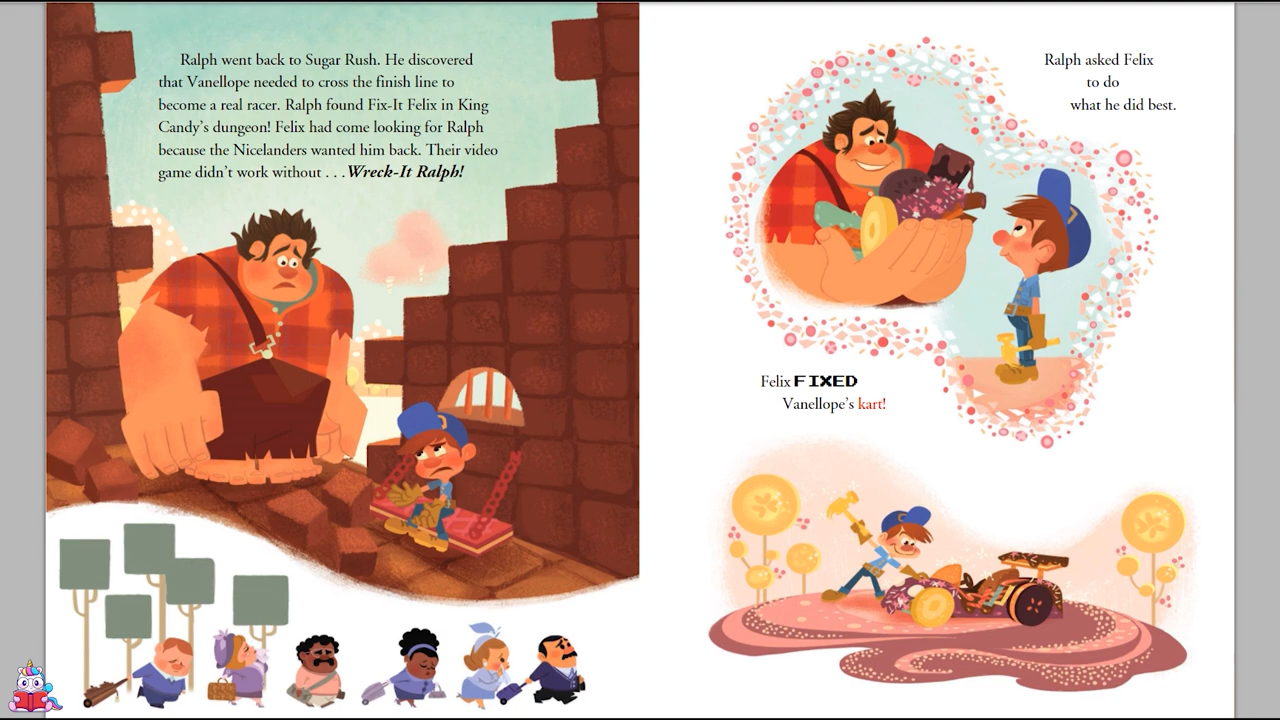 Ralph went back to Sugar Rush. He discovered
that Vanellope needed to cross the finish line to
become a real racer. Ralph found Fix-It Felix in King
Candy's dungeon! Felix had come looking for Ralph
because the Nicelanders wanted him back. Their video
game didn't work without . . . Wreck-It Ralph!
Ralph asked Felix
to do
what he did best.
Felix FIXED
Vanellope's kart!